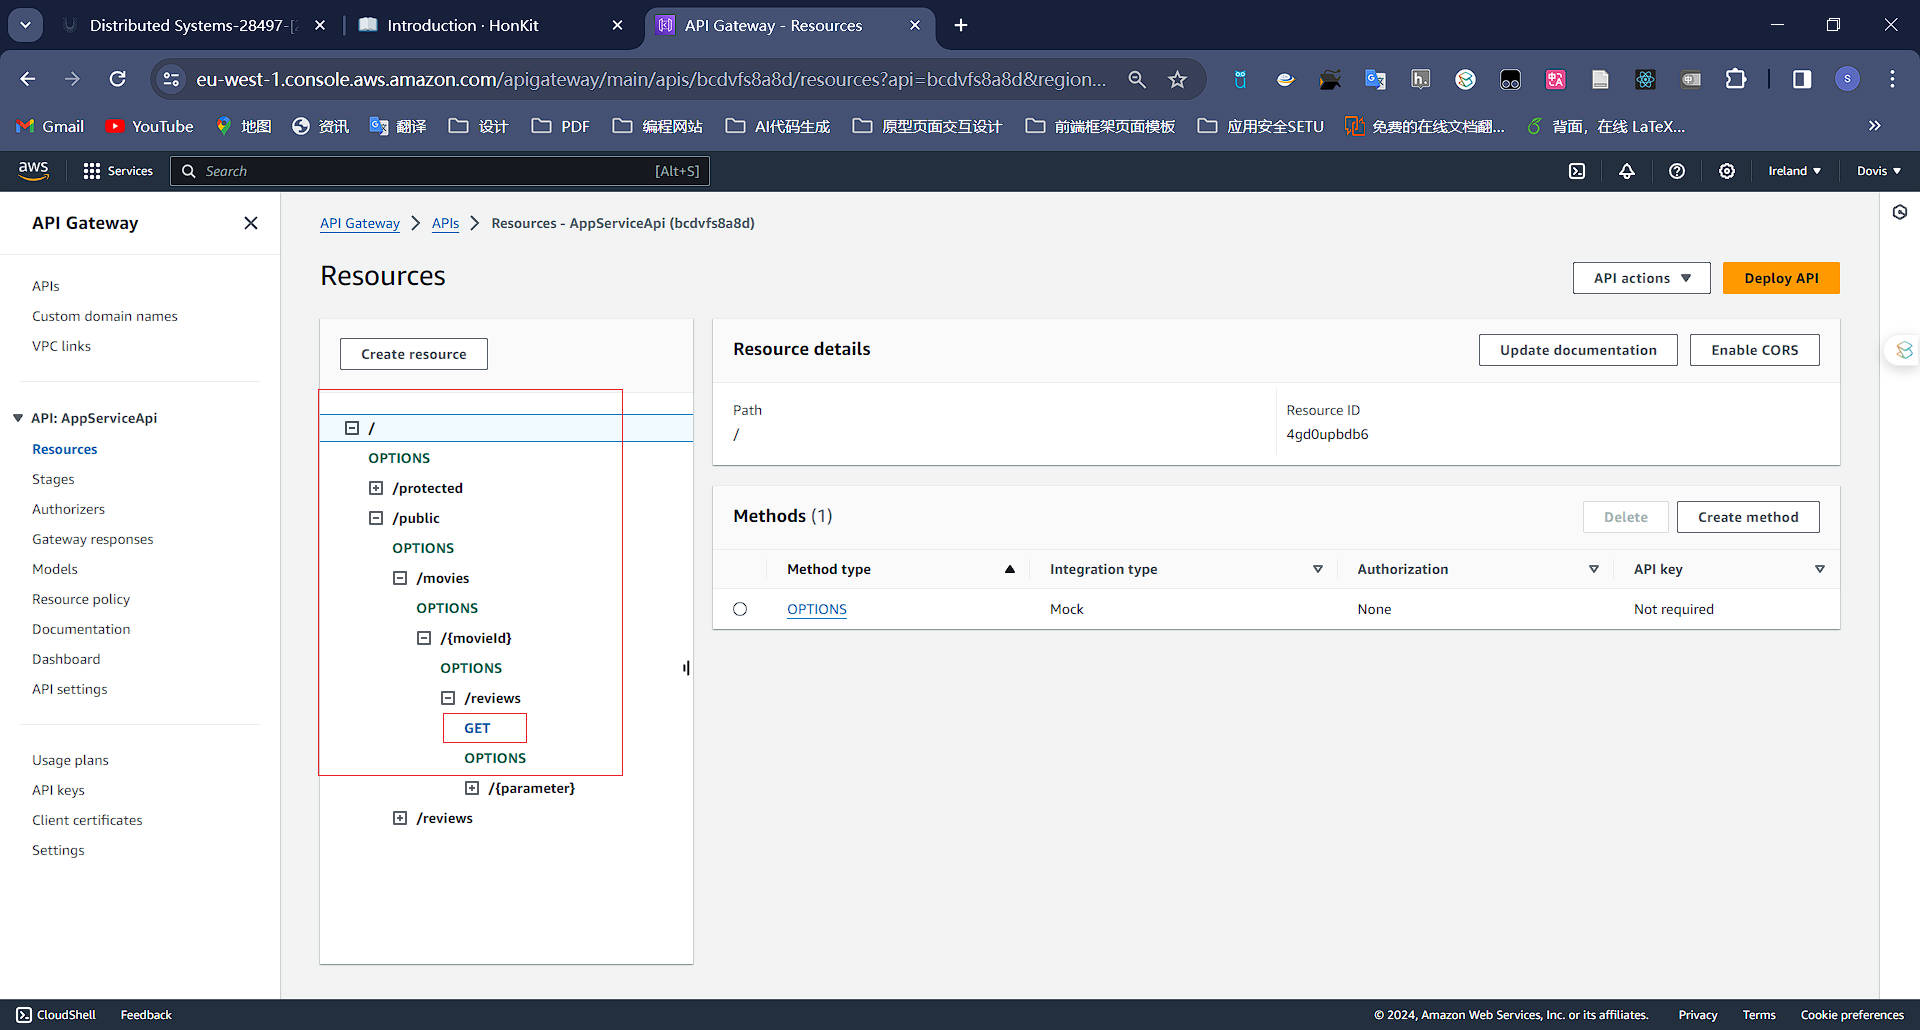 Distributed Systems-28497-[2
Introduction · HonKit
API Gateway - Resources
eu-west-1.console.aws.amazon.com/apigateway/main/apis/bcdvfs8a8d/resources?api=bcdvfs8a8d&region...
Gmail YouTube 地图 资讯 翻译 设计 PDF 编程网站 AI代码生成 原型页面交互设计 前端框架页面模板 应用安全SETU 免费的在线文档翻... 背面，在线 LaTeX...
aws Services Search [Alt+S] Ireland Dovis
API Gateway
APIs
Custom domain names
VPC links
API: AppServiceApi
Resources
Stages
Authorizers
Gateway responses
Models
Resource policy
Documentation
Dashboard
API settings
Usage plans
API keys
Client certificates
Settings
API Gateway > APIs > Resources - AppServiceApi (bcdvfs8a8d)
Resources
API actions Deploy API
Create resource
/
OPTIONS
/protected
/public
OPTIONS
/movies
OPTIONS
/{movieId}
OPTIONS
/reviews
GET
OPTIONS
/{parameter}
/reviews
Resource details
Update documentation Enable CORS
Path
/
Resource ID
4gd0upbdb6
Methods (1)
Delete Create method
Method type Integration type Authorization API key
OPTIONS Mock None Not required
CloudShell Feedback © 2024, Amazon Web Services, Inc. or its affiliates. Privacy Terms Cookie preferences